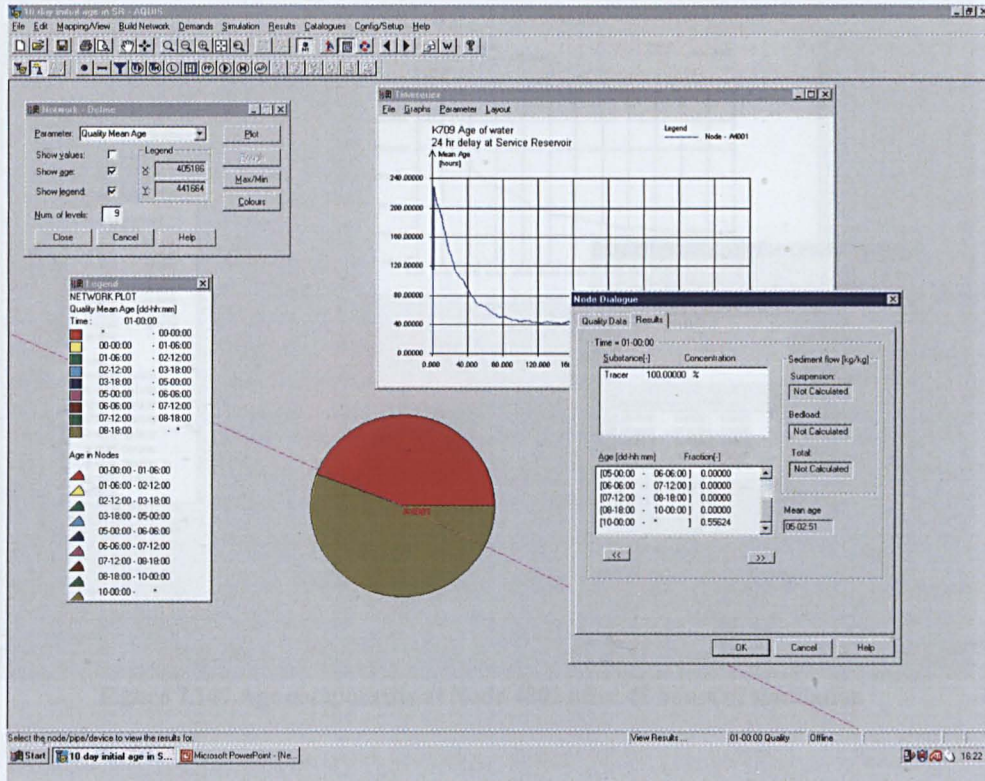 10 day initial age in SR - AQUIS
File Edit Mapping/View Build Network Demands Simulation Results Catalogues Config/Setup Help
Network - Define
Parameter: Quality Mean Age
Plot
Show values:
Legend
Show age:
X: 405186
Max/Min
Show legend:
Y: 441664
Colours
Num. of levels: 9
Close Cancel Help
Timeseries
File Graphs Parameter Layout
K709 Age of water
24 hr delay at Service Reservoir
Legend
Node - A4001
Mean Age
[hours]
240.00000
160.00000
120.00000
80.00000
40.00000
0.00000
0.000 40.000 80.000 120.000
Legend
NETWORK PLOT
Quality Mean Age [dd-hh:mm]
Time : 01-00:00
* - 00-00:00
00-00:00 - 01-06:00
01-06:00 - 02-12:00
02-12:00 - 03-18:00
03-18:00 - 05-00:00
05-00:00 - 06-06:00
06-06:00 - 07-12:00
07-12:00 - 08-18:00
08-18:00 - *
Age in Nodes
00-00:00 - 01-06:00
01-06:00 - 02-12:00
02-12:00 - 03-18:00
03-18:00 - 05-00:00
05-00:00 - 06-06:00
06-06:00 - 07-12:00
07-12:00 - 08-18:00
08-18:00 - 10-00:00
10-00:00 - *
A4001
Node Dialogue
Quality Data Results
Time = 01-00:00
Substance[-] Concentration
Tracer 100.00000 %
Sediment flow [kg/kg]
Suspension:
Not Calculated
Bedload:
Not Calculated
Total:
Not Calculated
Age [dd-hh:mm] Fraction[-]
[05-00:00 - 06-06:00 ] 0.00000
[06-06:00 - 07-12:00 ] 0.00000
[07-12:00 - 08-18:00 ] 0.00000
[08-18:00 - 10-00:00 ] 0.00000
[10-00:00 - * ] 0.55624
Mean age
05-02:51
<< >>
OK Cancel Help
Select the node/pipe/device to view the results for.
View Results ... 01-00:00 Quality Offline
Start 10 day initial age in S... Microsoft PowerPoint - [Ne...
16:22